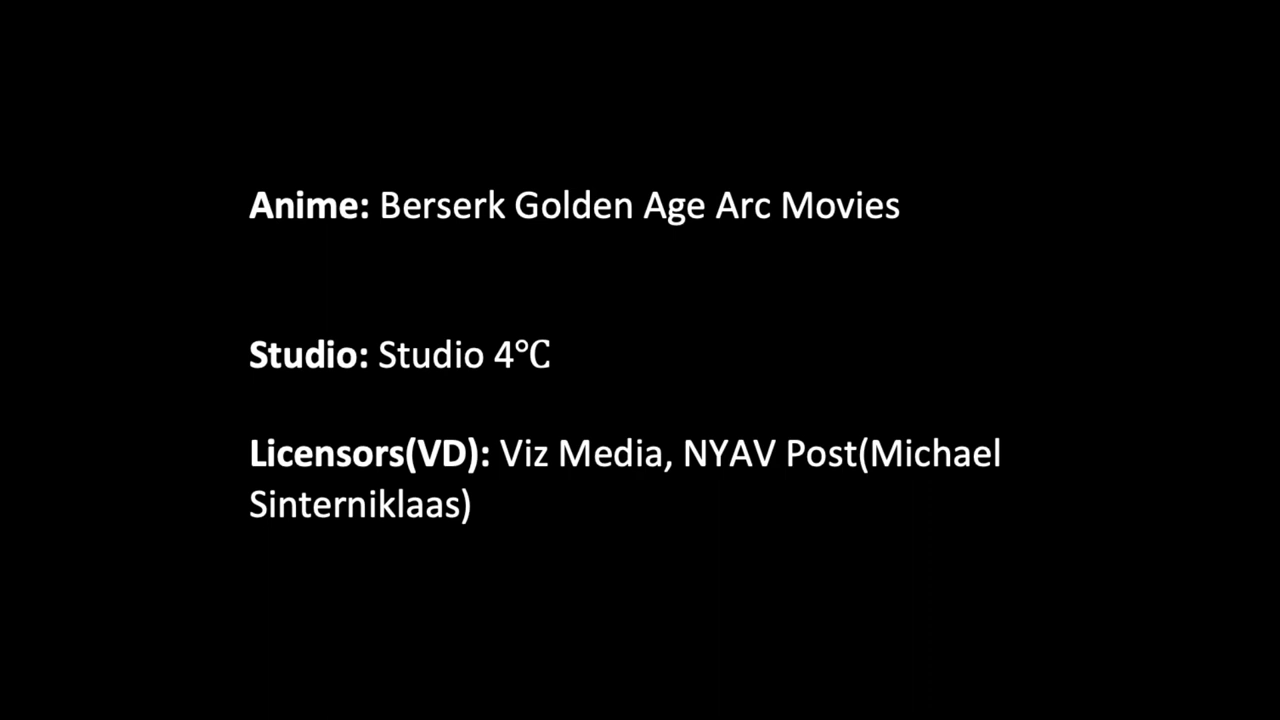 Anime: Berserk Golden Age Arc Movies
Studio: Studio 4℃
Licensors(VD): Viz Media, NYAV Post(Michael
Sinterniklaas)